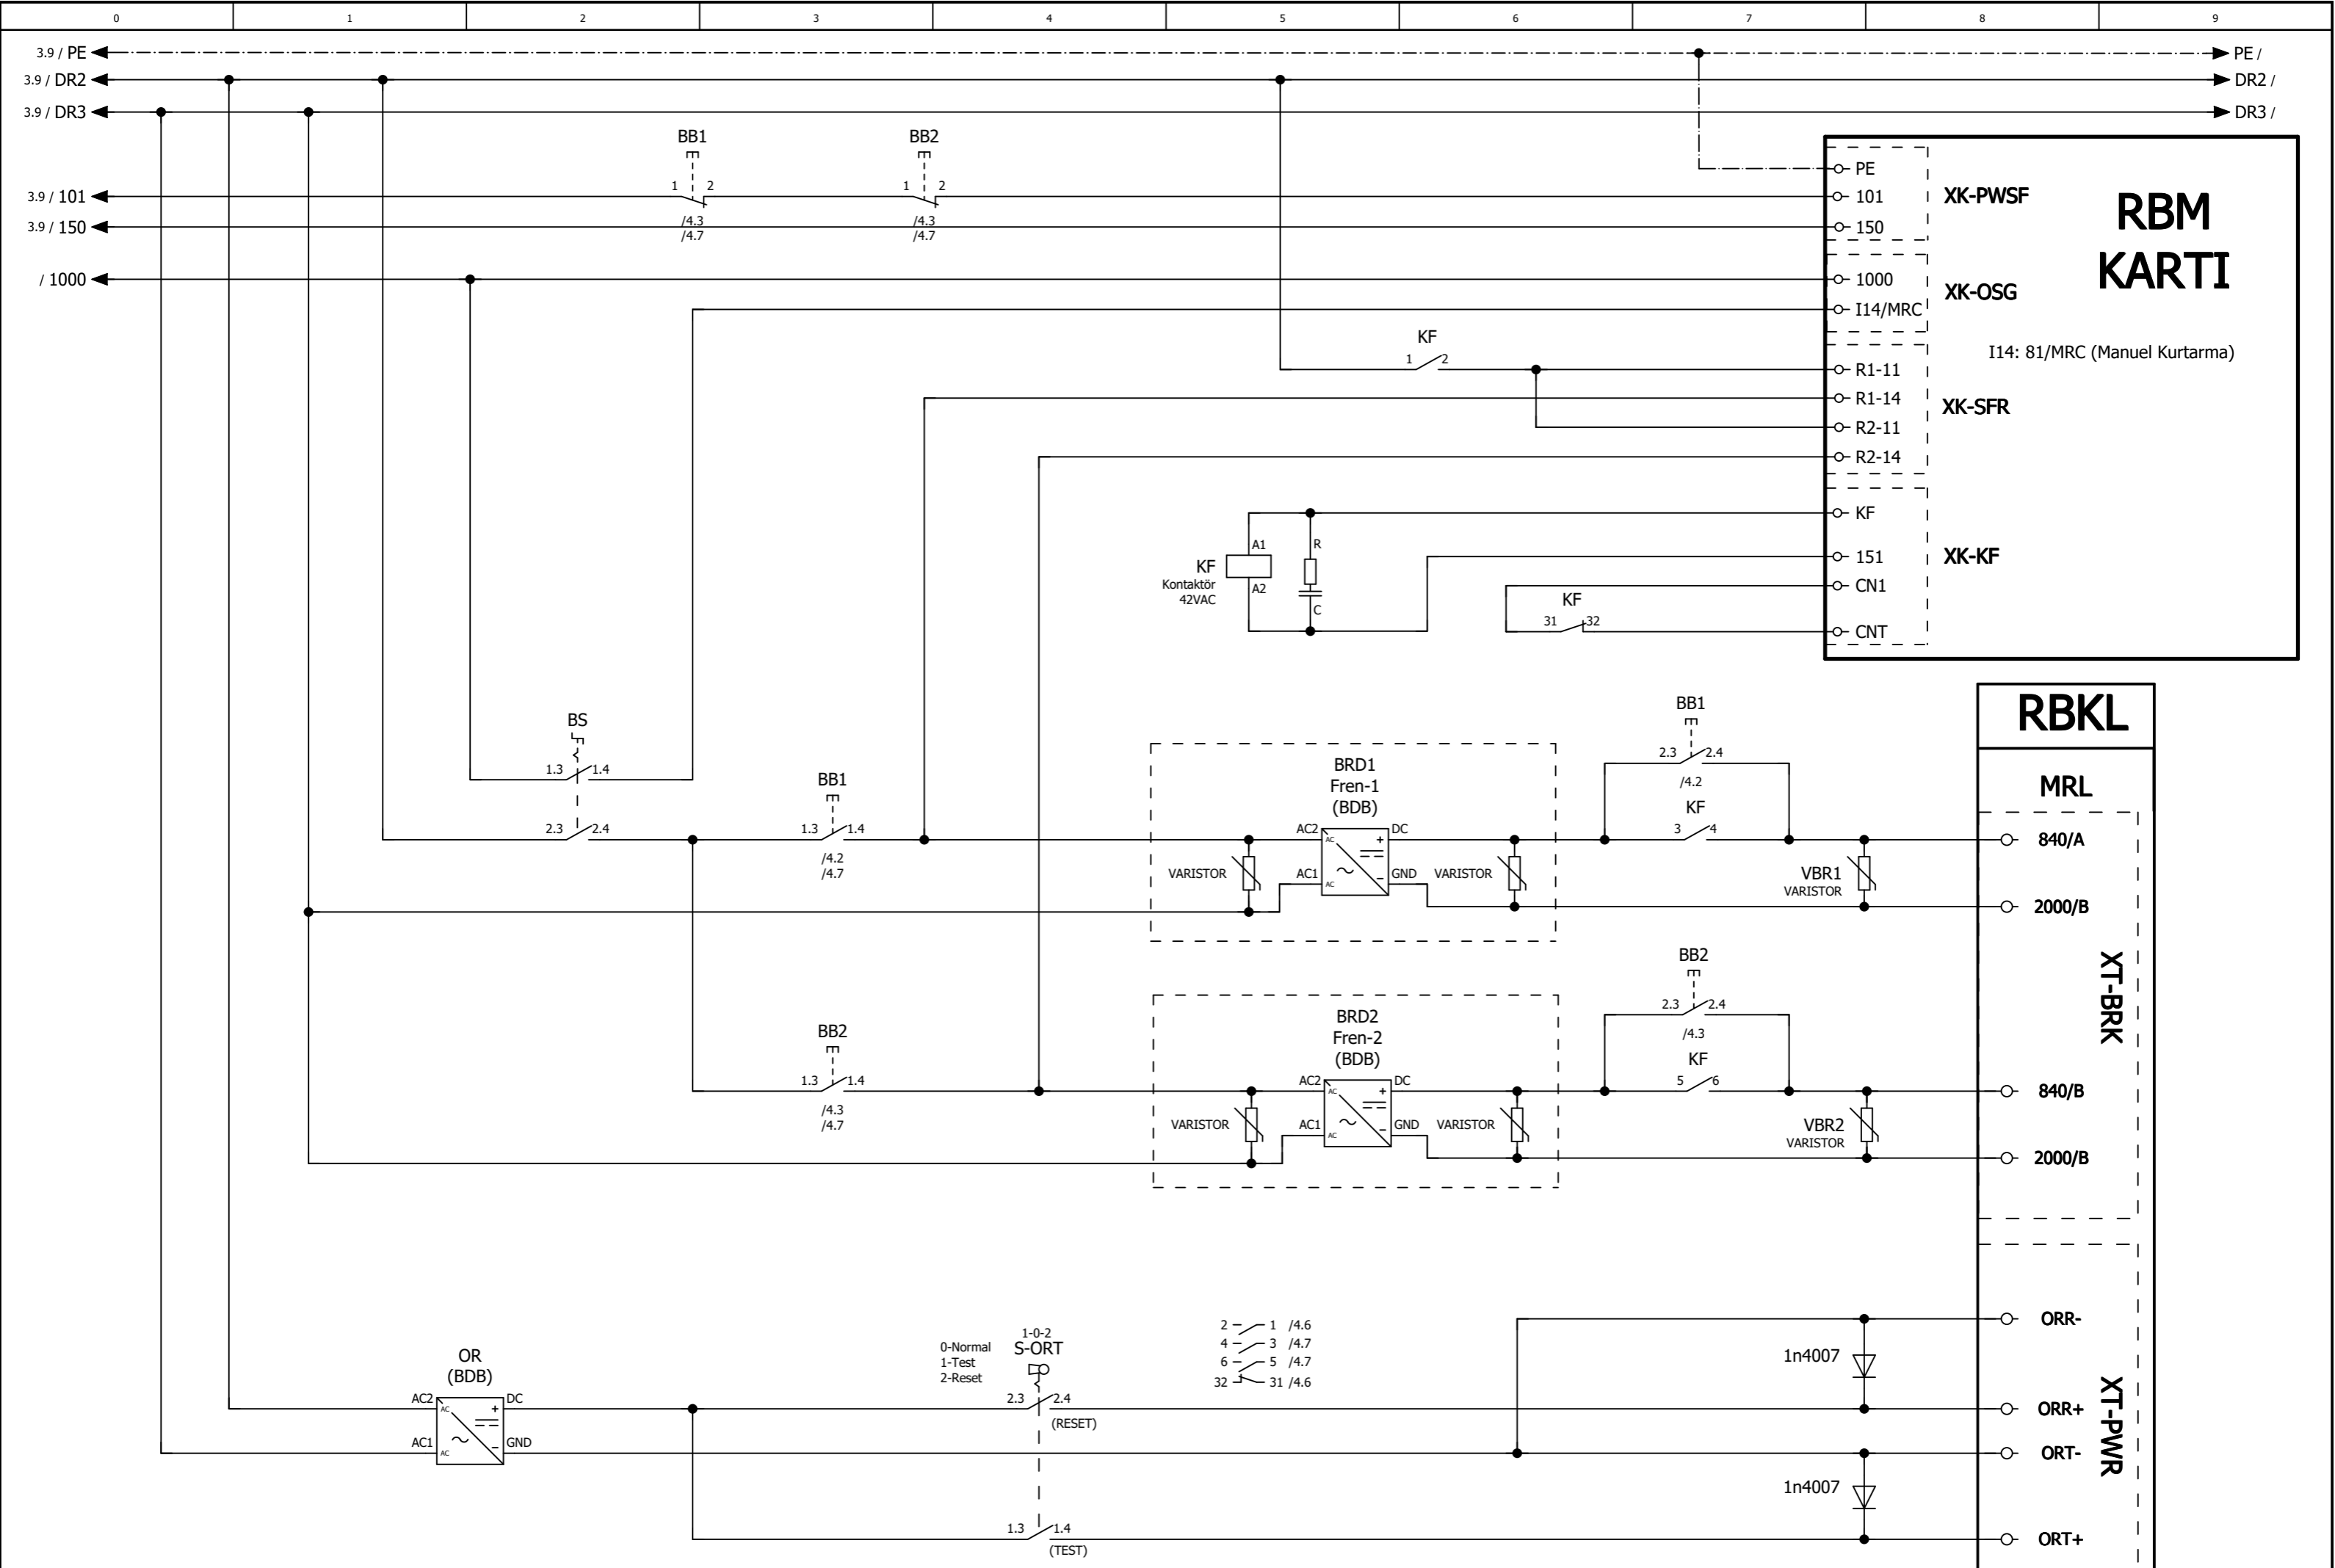 0 1 2 3 4 5 6 7 8 9
3.9 / PE PE /
3.9 / DR2 DR2 /
3.9 / DR3 DR3 /
BB1 BB2
1 2 1 2
3.9 / 101
/4.3 /4.3
3.9 / 150
/4.7 /4.7
/ 1000
PE
101
150
XK-PWSF
RBM
KARTI
1000
I14/MRC
XK-OSG
I14: 81/MRC (Manuel Kurtarma)
KF
1 2
R1-11
R1-14
R2-11
R2-14
XK-SFR
KF
151
CN1
CNT
XK-KF
KF
Kontaktör
42VAC
A1
A2
R
C
KF
31 32
BS
1.3 1.4
2.3 2.4
BB1
1.3 1.4
/4.2
/4.7
BRD1
Fren-1
(BDB)
AC2 AC + DC
VARISTOR AC1 AC - GND VARISTOR
BB1
2.3 2.4
/4.2
KF
3 4
VBR1
VARISTOR
RBKL
MRL
840/A
2000/B
XT-BRK
BB2
1.3 1.4
/4.3
/4.7
BRD2
Fren-2
(BDB)
AC2 AC + DC
VARISTOR AC1 AC - GND VARISTOR
BB2
2.3 2.4
/4.3
KF
5 6
VBR2
VARISTOR
840/B
2000/B
OR
(BDB)
AC2 AC + DC
AC1 AC - GND
0-Normal
1-Test
2-Reset
1-0-2
S-ORT
2.3 2.4
(RESET)
1.3 1.4
(TEST)
2 1 /4.6
4 3 /4.7
6 5 /4.7
32 31 /4.6
1n4007
1n4007
ORR-
ORR+
ORT-
ORT+
XT-PWR